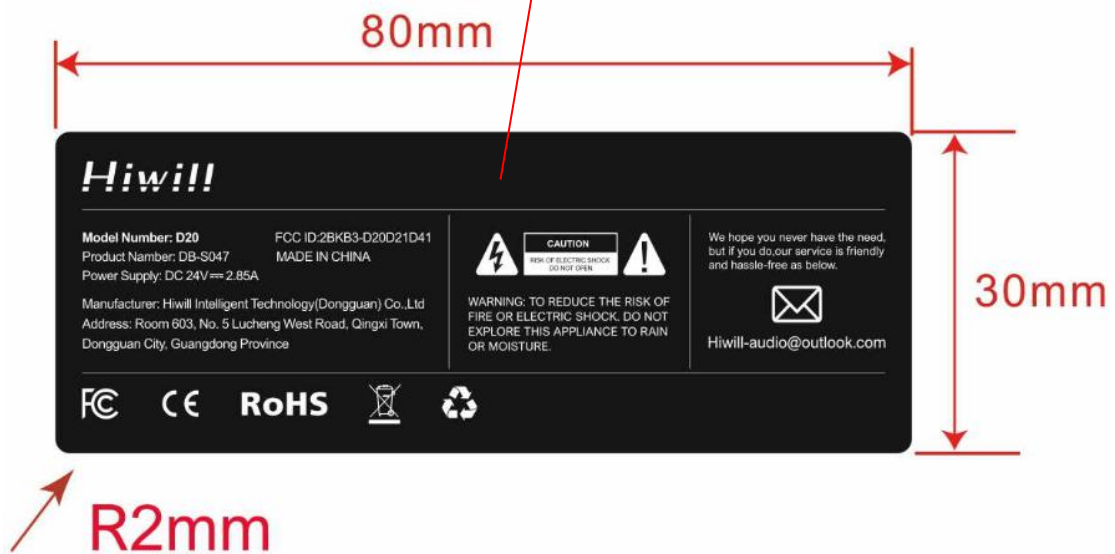 80mm
Hiwill
Model Number: D20
FCC ID:2BKB3-D20D21D41
Product Namber: DB-S047
MADE IN CHINA
Power Supply: DC 24V⎓2.85A
Manufacturer: Hiwill Intelligent Technology(Dongguan) Co.,Ltd
Address: Room 603, No. 5 Lucheng West Road, Qingxi Town,
Dongguan City, Guangdong Province
CAUTION
RISK OF ELECTRIC SHOCK
DO NOT OPEN
WARNING: TO REDUCE THE RISK OF
FIRE OR ELECTRIC SHOCK. DO NOT
EXPLORE THIS APPLIANCE TO RAIN
OR MOISTURE.
We hope you never have the need,
but if you do,our service is friendly
and hassle-free as below.
Hiwill-audio@outlook.com
30mm
FC CE RoHS
R2mm